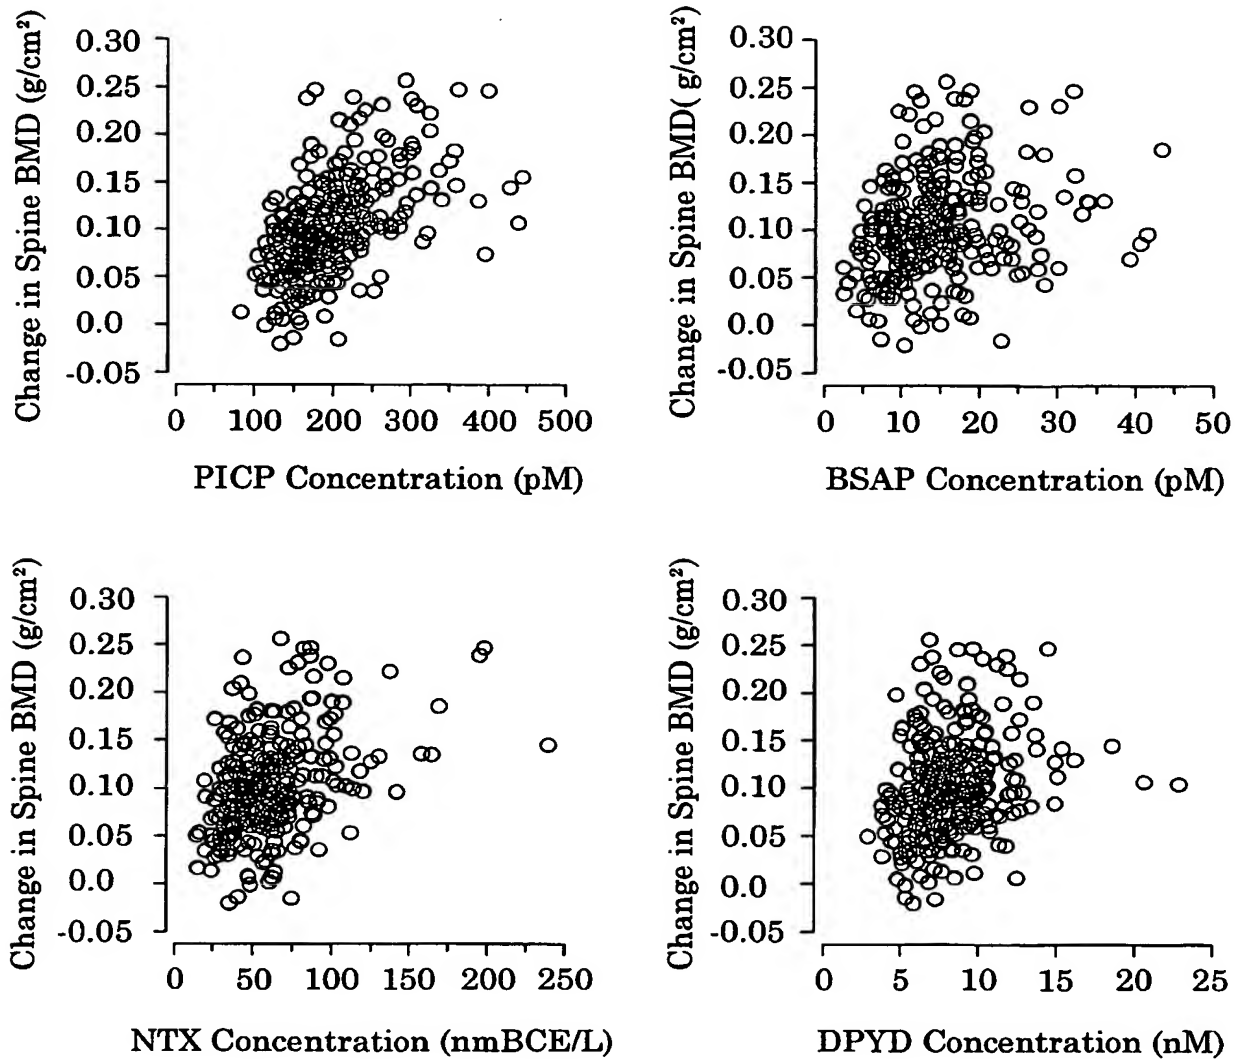 Change in Spine BMD (g/cm²)
0.30
0.25
0.20
0.15
0.10
0.05
0.0
-0.05
0 100 200 300 400 500
PICP Concentration (pM)
Change in Spine BMD( g/cm²)
0.30
0.25
0.20
0.15
0.10
0.05
0.0
-0.05
0 10 20 30 40 50
BSAP Concentration (pM)
Change in Spine BMD (g/cm²)
0.30
0.25
0.20
0.15
0.10
0.05
0.0
-0.05
0 50 100 150 200 250
NTX Concentration (nmBCE/L)
Change in Spine BMD (g/cm²)
0.30
0.25
0.20
0.15
0.10
0.05
0.0
-0.05
0 5 10 15 20 25
DPYD Concentration (nM)